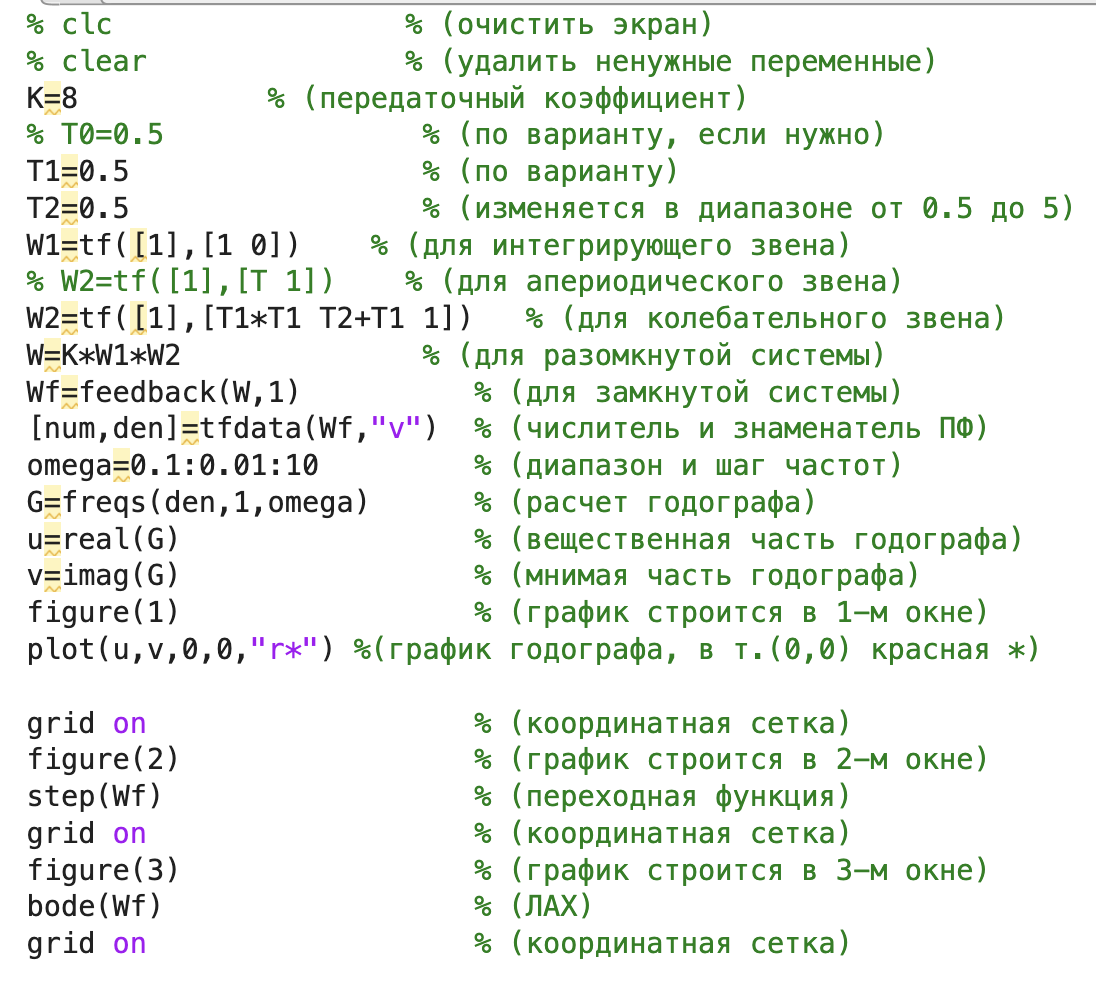 % clc % (очистить экран)
% clear % (удалить ненужные переменные)
K=8 % (передаточный коэффициент)
% T0=0.5 % (по варианту, если нужно)
T1=0.5 % (по варианту)
T2=0.5 % (изменяется в диапазоне от 0.5 до 5)
W1=tf([1],[1 0]) % (для интегрирующего звена)
% W2=tf([1],[T 1]) % (для апериодического звена)
W2=tf([1],[T1*T1 T2+T1 1]) % (для колебательного звена)
W=K*W1*W2 % (для разомкнутой системы)
Wf=feedback(W,1) % (для замкнутой системы)
[num,den]=tfdata(Wf,"v") % (числитель и знаменатель ПФ)
omega=0.1:0.01:10 % (диапазон и шаг частот)
G=freqs(den,1,omega) % (расчет годографа)
u=real(G) % (вещественная часть годографа)
v=imag(G) % (мнимая часть годографа)
figure(1) % (график строится в 1-м окне)
plot(u,v,0,0,"r*") %(график годографа, в т.(0,0) красная *)
grid on % (координатная сетка)
figure(2) % (график строится в 2-м окне)
step(Wf) % (переходная функция)
grid on % (координатная сетка)
figure(3) % (график строится в 3-м окне)
bode(Wf) % (ЛАХ)
grid on % (координатная сетка)